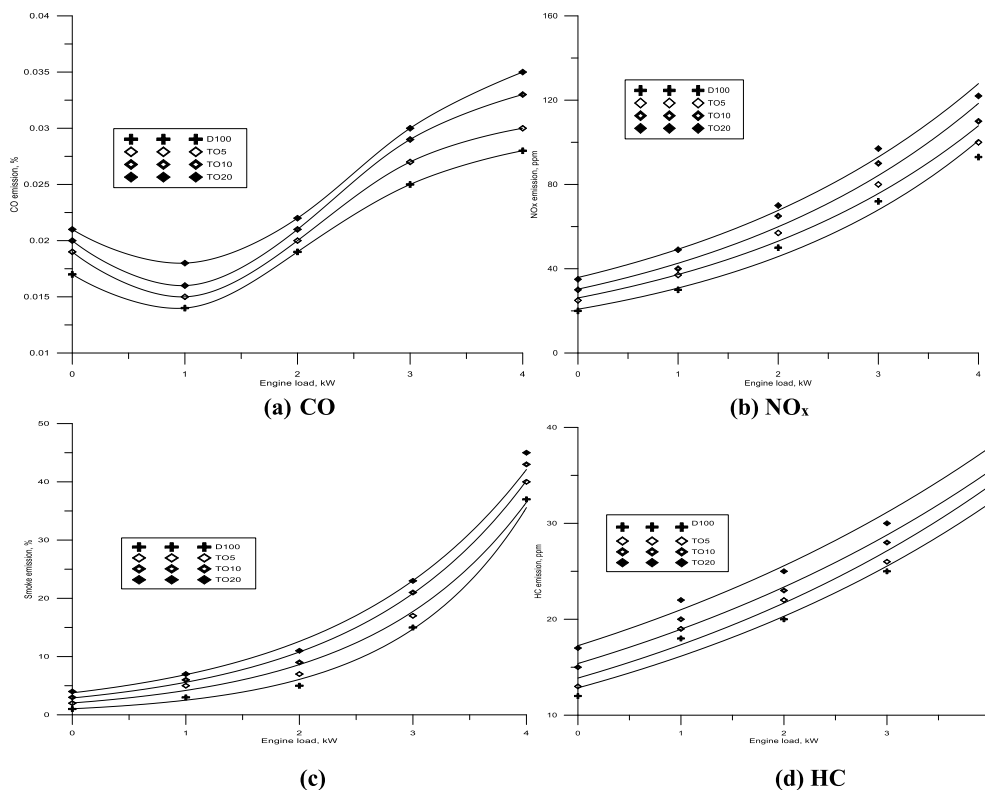 0.04
0.035
0.03
0.025
0.02
0.015
0.01
CO emission, %
D100
TO5
TO10
TO20
0 1 2 3 4
Engine load, kW
(a) CO
160
120
80
40
0
NOx emission, ppm
D100
TO5
TO10
TO20
0 1 2 3 4
Engine load, kW
(b) NOx
50
40
30
20
10
0
Smoke emission, %
D100
TO5
TO10
TO20
0 1 2 3 4
Engine load, kW
(c)
40
30
20
10
HC emission, ppm
D100
TO5
TO10
TO20
0 1 2 3
Engine load, kW
(d) HC